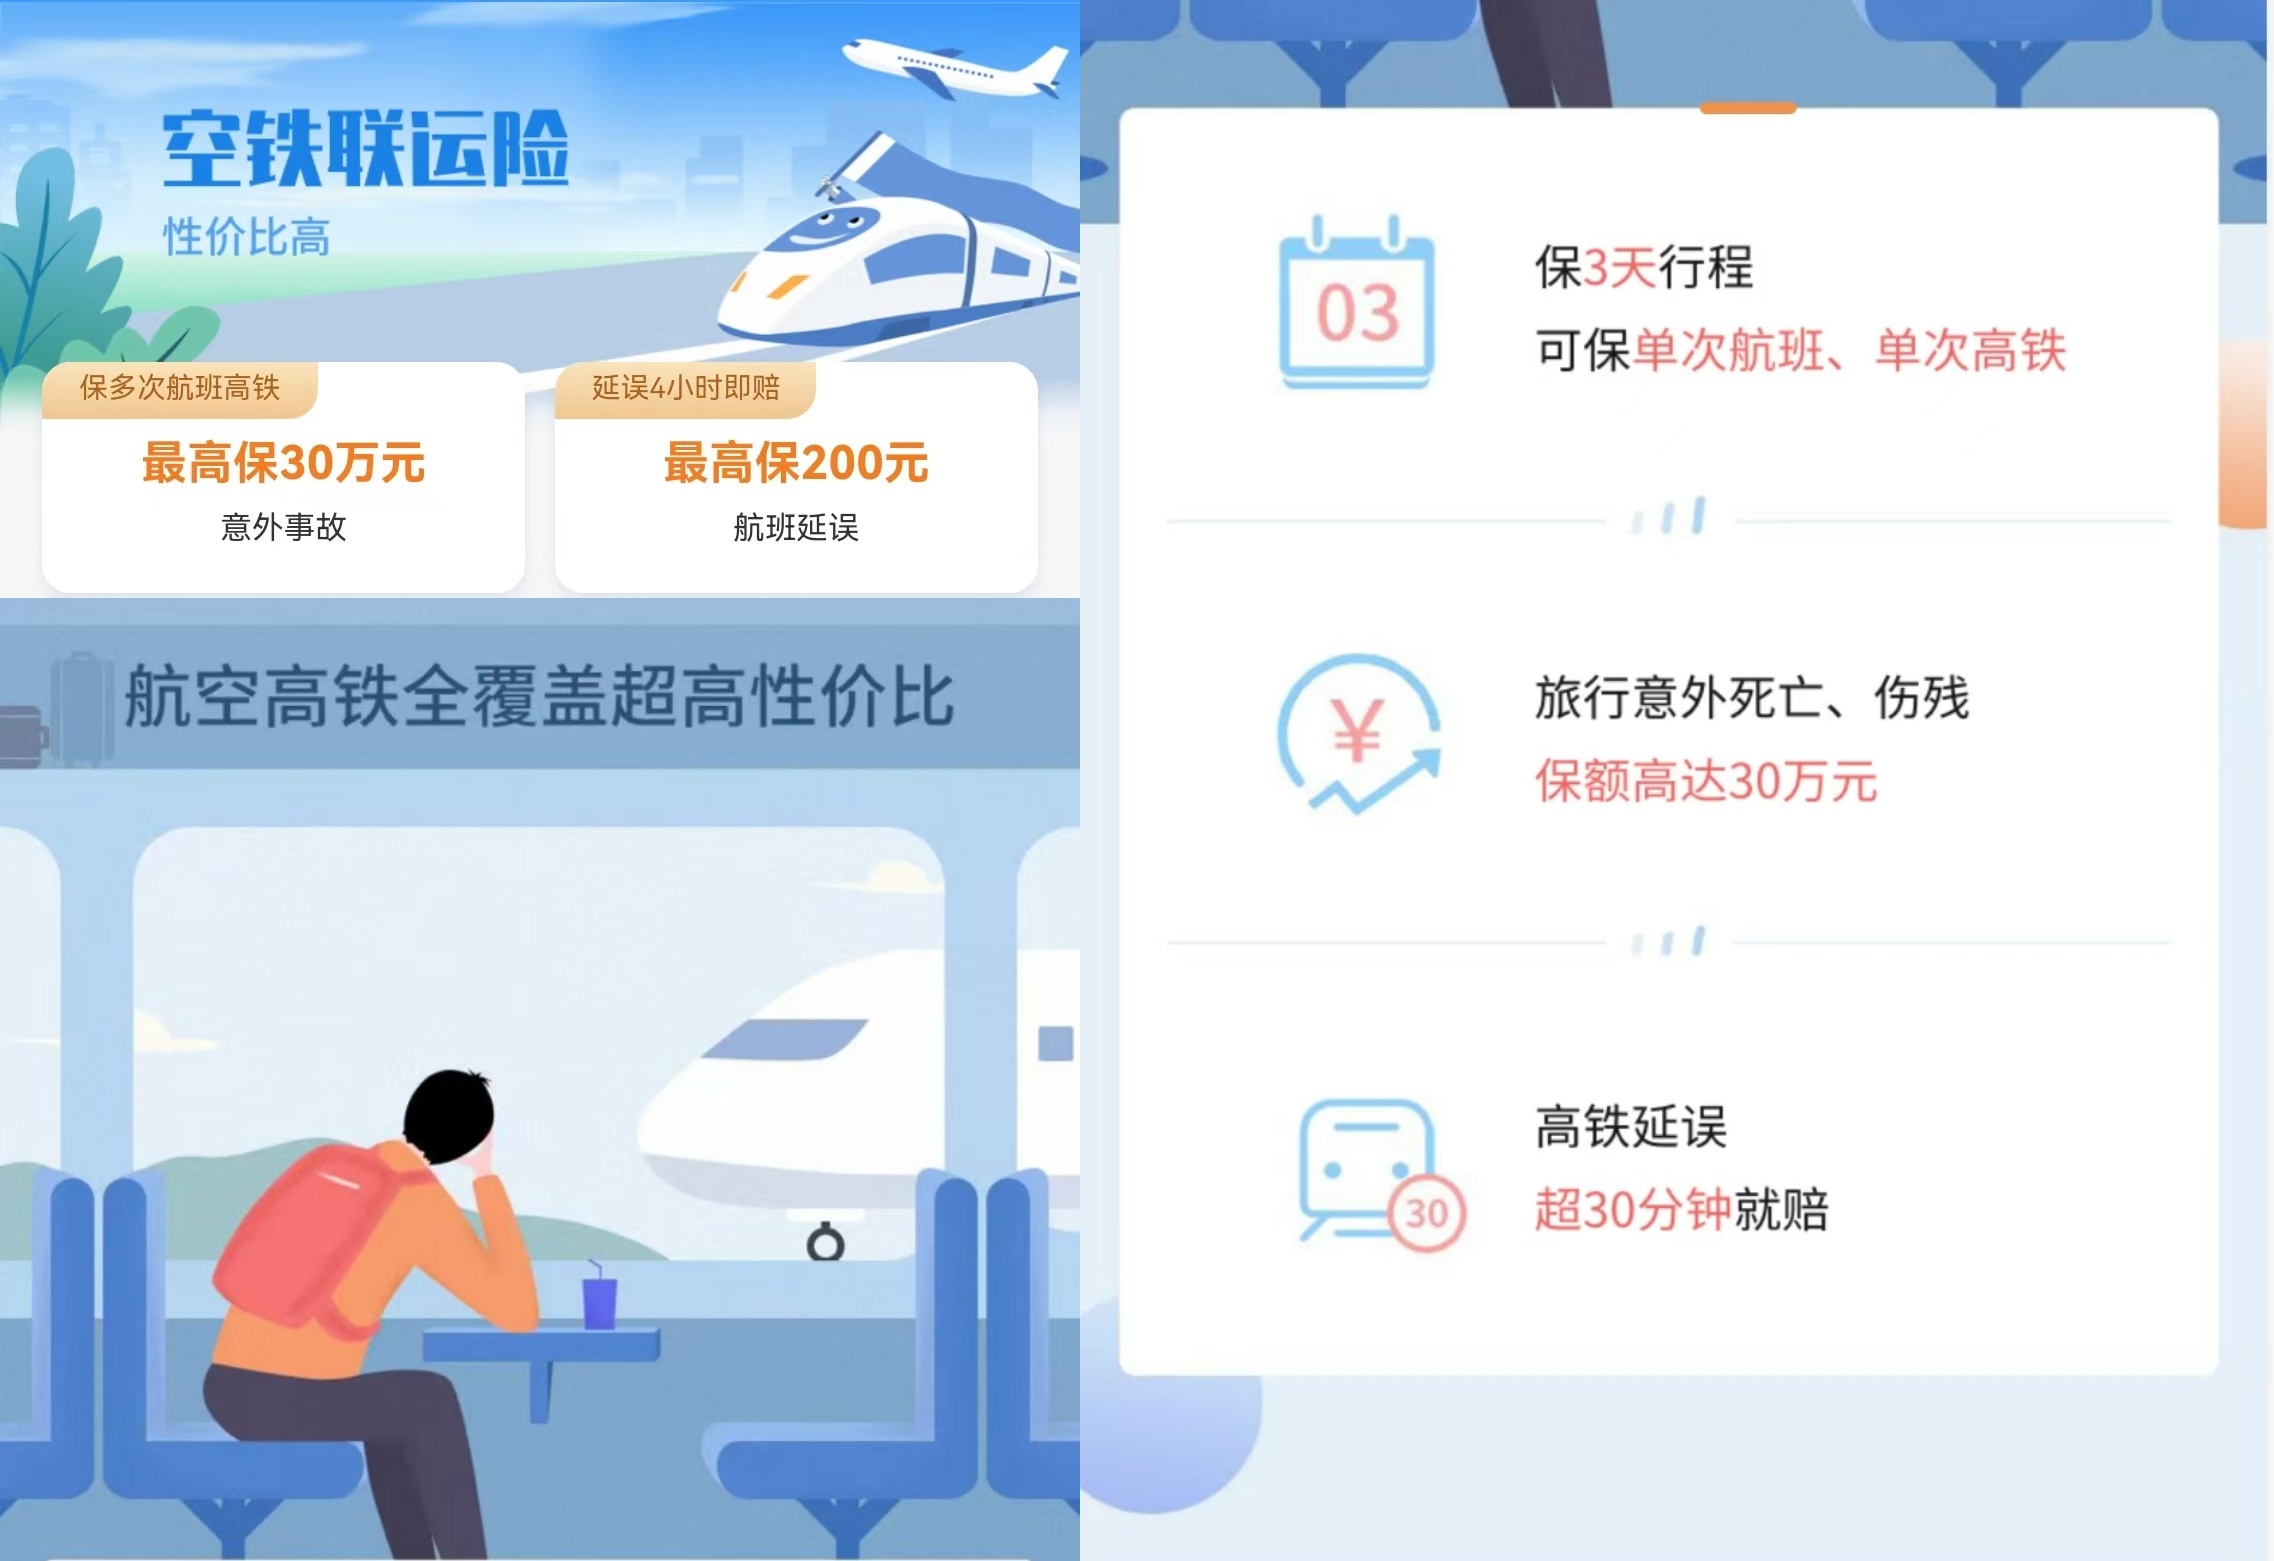 空铁联运险
性价比高
保多次航班高铁
最高保30万元
意外事故
延误4小时即赔
最高保200元
航班延误
航空高铁全覆盖超高性价比
03
保3天行程
可保单次航班、单次高铁
¥
旅行意外死亡、伤残
保额高达30万元
30
高铁延误
超30分钟就赔